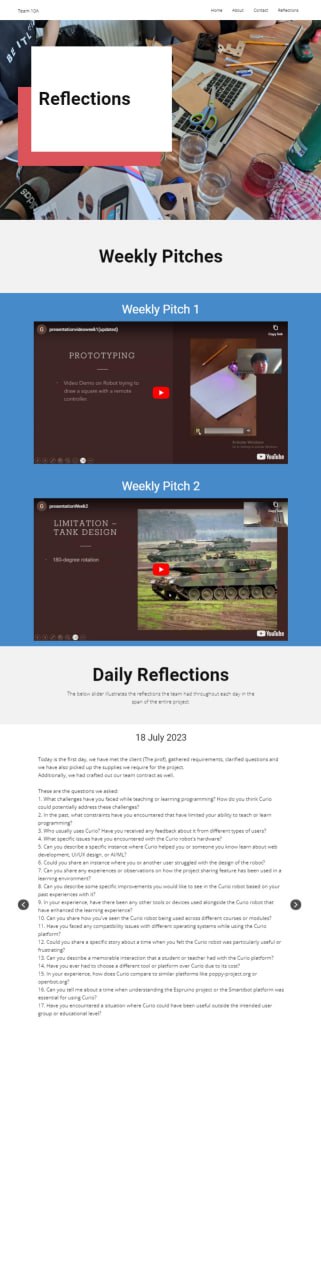 Team 10A
Home
About
Contact
Reflections
BE IT
Reflections
Weekly Pitches
Weekly Pitch 1
G
presentationvideoweek1(updated)
Copy link
PROTOTYPING
Video Demo on Robot trying to
draw a square with a remote
controller.
YouTube
Weekly Pitch 2
G
presentationWeek2
Copy link
LIMITATION –
TANK DESIGN
180-degree rotation
YouTube
Daily Reflections
The below slider illustrates the reflections the team had throughout each day in the
span of the entire project
18 July 2023
Today is the first day, we have met the client (The prof), gathered requirements, clarified questions and
we have also picked up the supplies we require for the project.
Additionally, we had crafted our team contract as well.
These are the questions we asked:
1. What challenges have you faced while teaching or learning programming? How do you think Curio
could potentially address these challenges?
2. In the past, what constraints have you encountered that have limited your ability to teach or learn
programming?
3. Who usually uses Curio? Have you received any feedback about it from different types of users?
4. What specific issues have you encountered with the Curio robot's hardware?
5. Can you describe a specific instance where Curio helped you or someone you know learn about web
development, UI/UX design, or AI/ML?
6. Could you share an instance where you or another user struggled with the design of the robot?
7. Can you share any experiences or observations on how the project sharing feature has been used in a
learning environment?
8. Can you describe some specific improvements you would like to see in the Curio robot based on your
past experiences with it?
9. In your experience, have there been any other tools or devices used alongside the Curio robot that
have enhanced the learning experience?
10. Can you share how you've seen the Curio robot being used across different courses or modules?
11. Have you faced any compatibility issues with different operating systems while using the Curio
platform?
12. Could you share a specific story about a time when you felt the Curio robot was particularly useful or
frustrating?
13. Can you describe a memorable interaction that a student or teacher had with the Curio platform?
14. Have you ever had to choose a different tool or platform over Curio due to its cost?
15. In your experience, how does Curio compare to similar platforms like poppy-project.org or
openbot.org?
16. Can you tell me about a time when understanding the Espruino project or the Smartibot platform was
essential for using Curio?
17. Have you encountered a situation where Curio could have been useful outside the intended user
group or educational level?